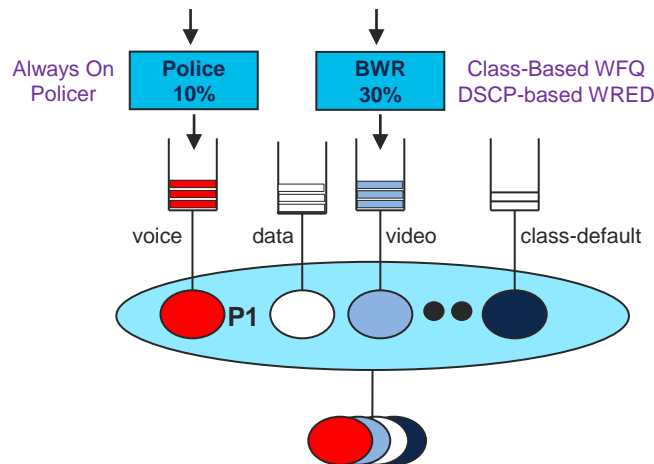 Always On
Policer
Police
10%
BWR
30%
Class-Based WFQ
DSCP-based WRED
voice
data
video
class-default
P1